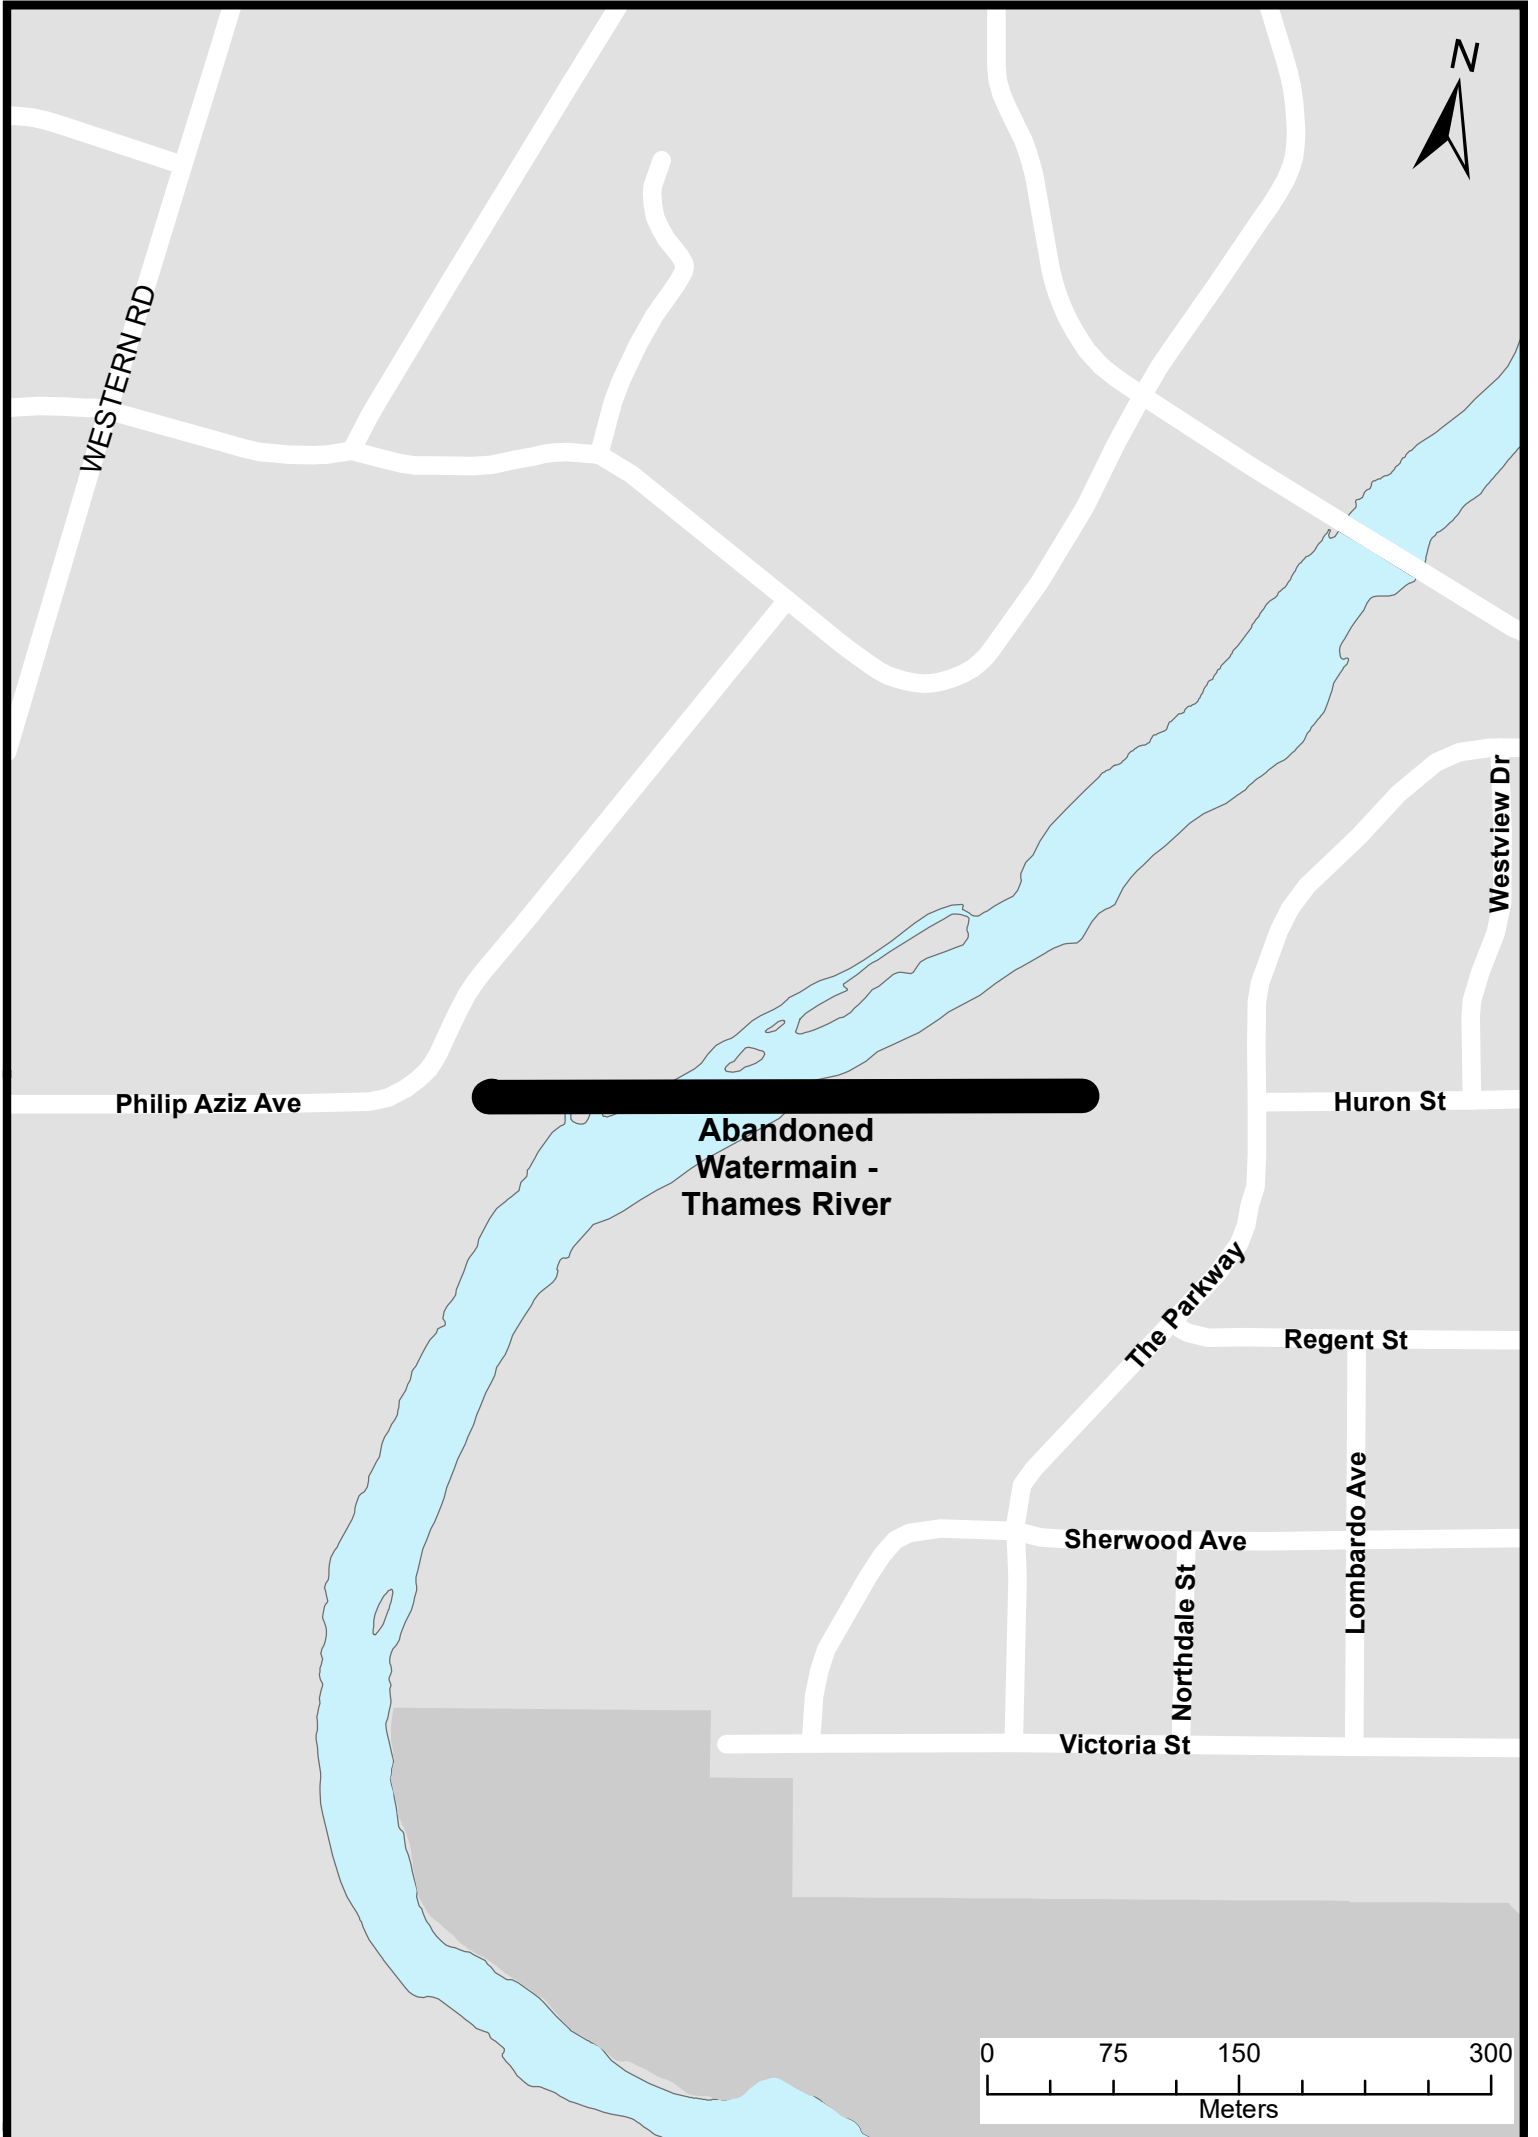 N
WESTERN RD
Westview Dr
Philip Aziz Ave
Huron St
Abandoned
Watermain -
Thames River
The Parkway
Regent St
Lombardo Ave
Sherwood Ave
Northdale St
Victoria St
0 75 150 300
Meters